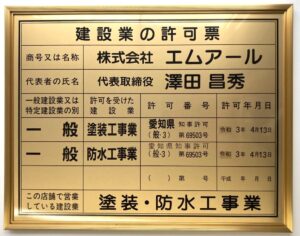 建設業の許可票
商号又は名称 株式会社 エムアール
代表者の氏名 代表取締役 澤田 昌秀
一般建設業又は特定建設業の別 許可を受けた建設業 許可番号 許可年月日
一般 塗装工事業 愛知県 知事許可 (般-3) 第69503号 令和 3年 4月13日
一般 防水工事業 愛知県知事許可 (般-3) 第69503号 令和 3年 4月13日
( ) 第 号 平成 年 月 日
この店舗で営業している建設業 塗装・防水工事業